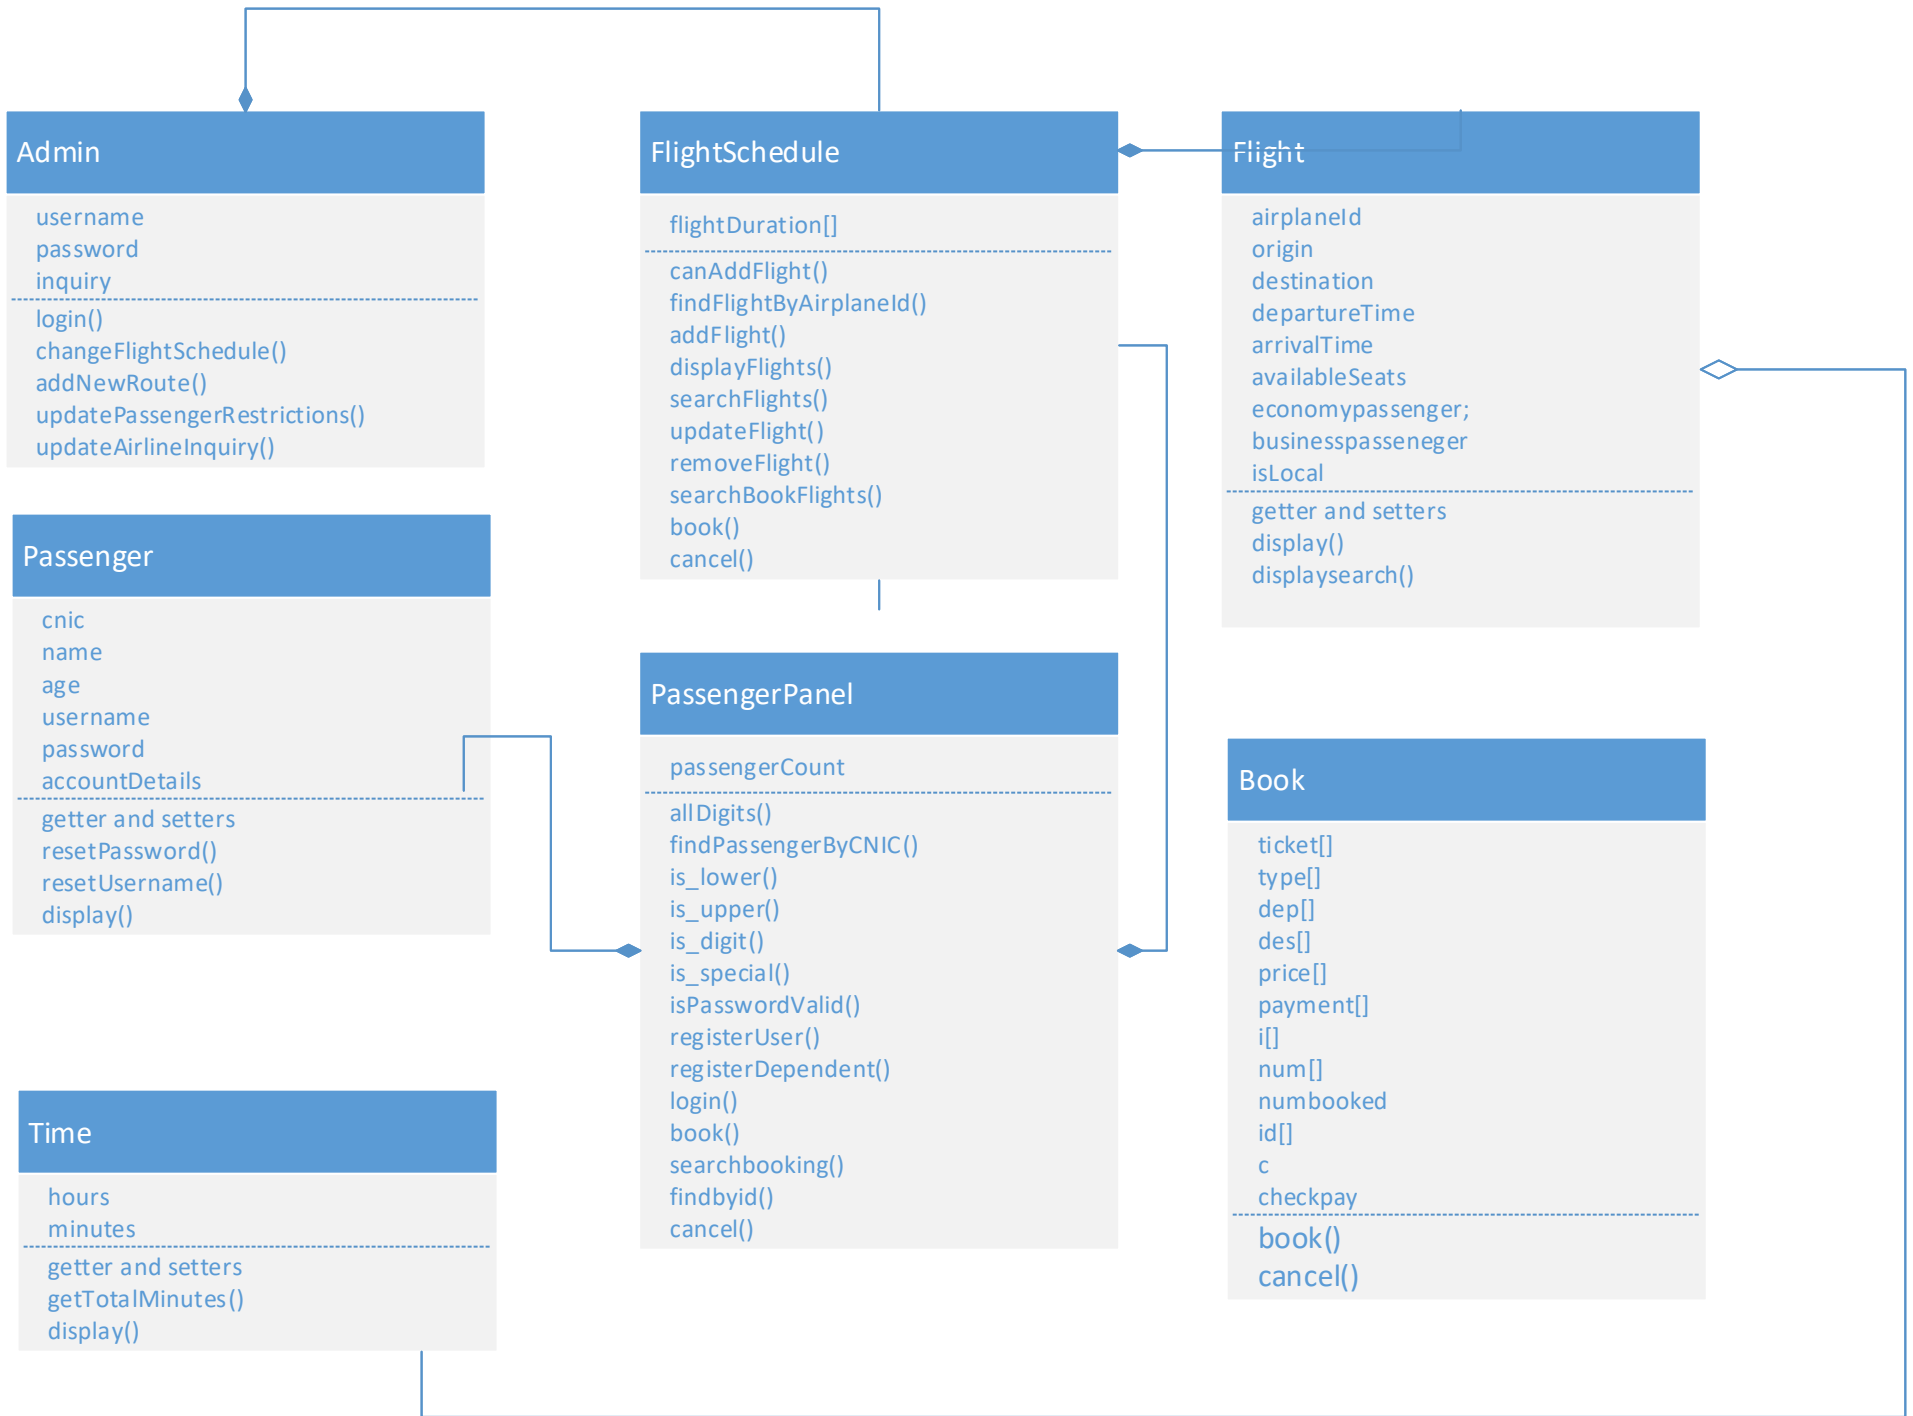 Admin
username
password
inquiry
login()
changeFlightSchedule()
addNewRoute()
updatePassengerRestrictions()
updateAirlineInquiry()
FlightSchedule
flightDuration[]
canAddFlight()
findFlightByAirplaneId()
addFlight()
displayFlights()
searchFlights()
updateFlight()
removeFlight()
searchBookFlights()
book()
cancel()
Flight
airplaneId
origin
destination
departureTime
arrivalTime
availableSeats
economypassenger;
businesspasseneger
isLocal
getter and setters
display()
displaysearch()
Passenger
cnic
name
age
username
password
accountDetails
getter and setters
resetPassword()
resetUsername()
display()
PassengerPanel
passengerCount
allDigits()
findPassengerByCNIC()
is_lower()
is_upper()
is_digit()
is_special()
isPasswordValid()
registerUser()
registerDependent()
login()
book()
searchbooking()
findbyid()
cancel()
Book
ticket[]
type[]
dep[]
des[]
price[]
payment[]
i[]
num[]
numbooked
id[]
c
checkpay
book()
cancel()
Time
hours
minutes
getter and setters
getTotalMinutes()
display()